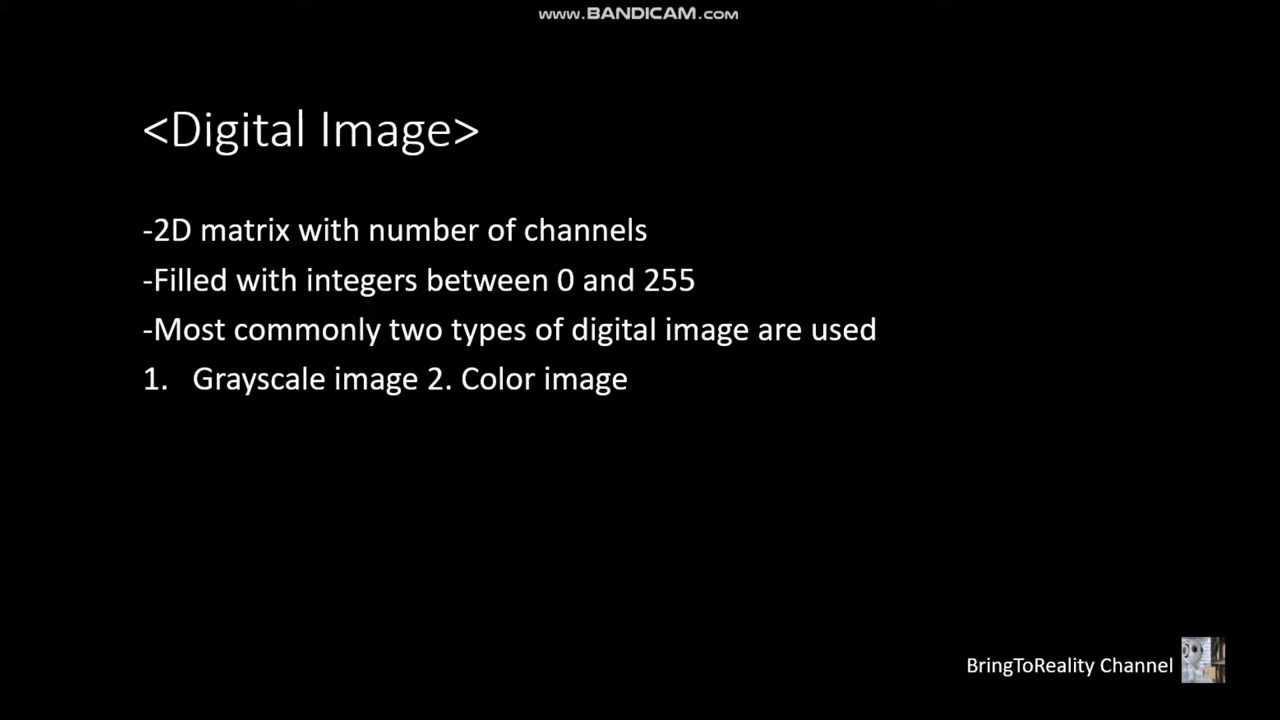 www.BANDICAM.com
<Digital Image>
-2D matrix with number of channels
-Filled with integers between 0 and 255
-Most commonly two types of digital image are used
1. Grayscale image 2. Color image
BringToReality Channel